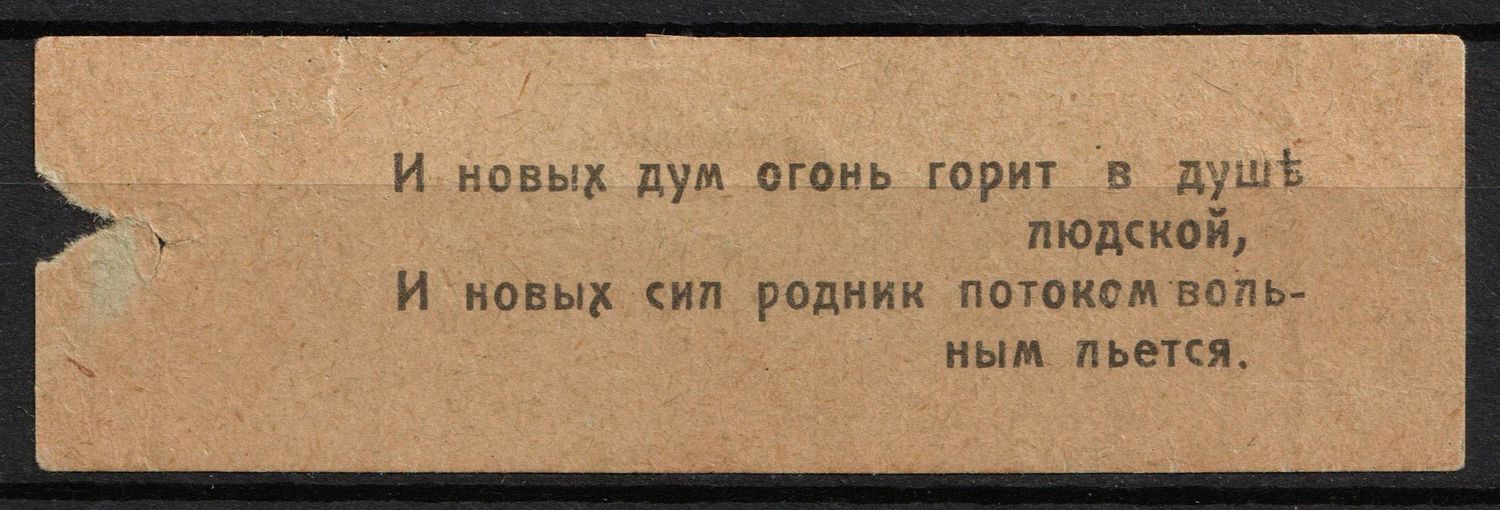 И новых дум огонь горит в душѣ
людской,
И новых сил родник потоком воль-
ным льется.